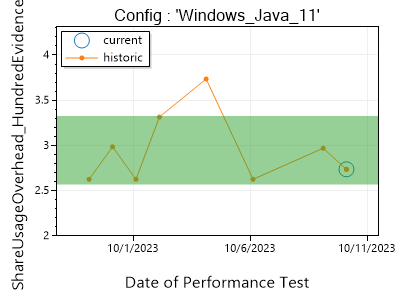 Config : 'Windows_Java_11'
ShareUsageOverhead_HundredEvidence
current
historic
4
3.5
3
2.5
2
10/1/2023
10/6/2023
10/11/2023
Date of Performance Test